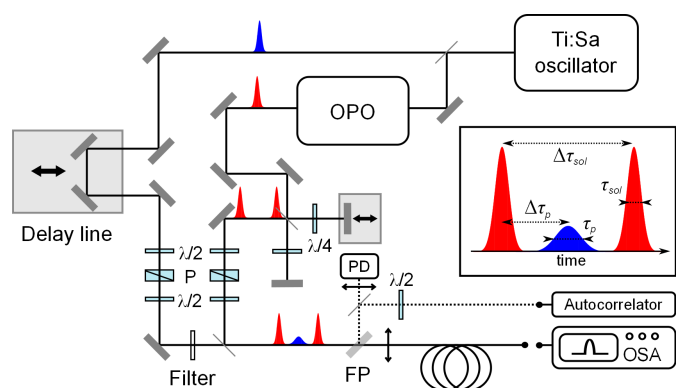 Ti:Sa
oscillator
OPO
Δτsol
τsol
Δτp
τp
time
Delay line
λ/2
P
λ/2
λ/2
λ/2
λ/4
PD
λ/2
Autocorrelator
OSA
Filter
FP